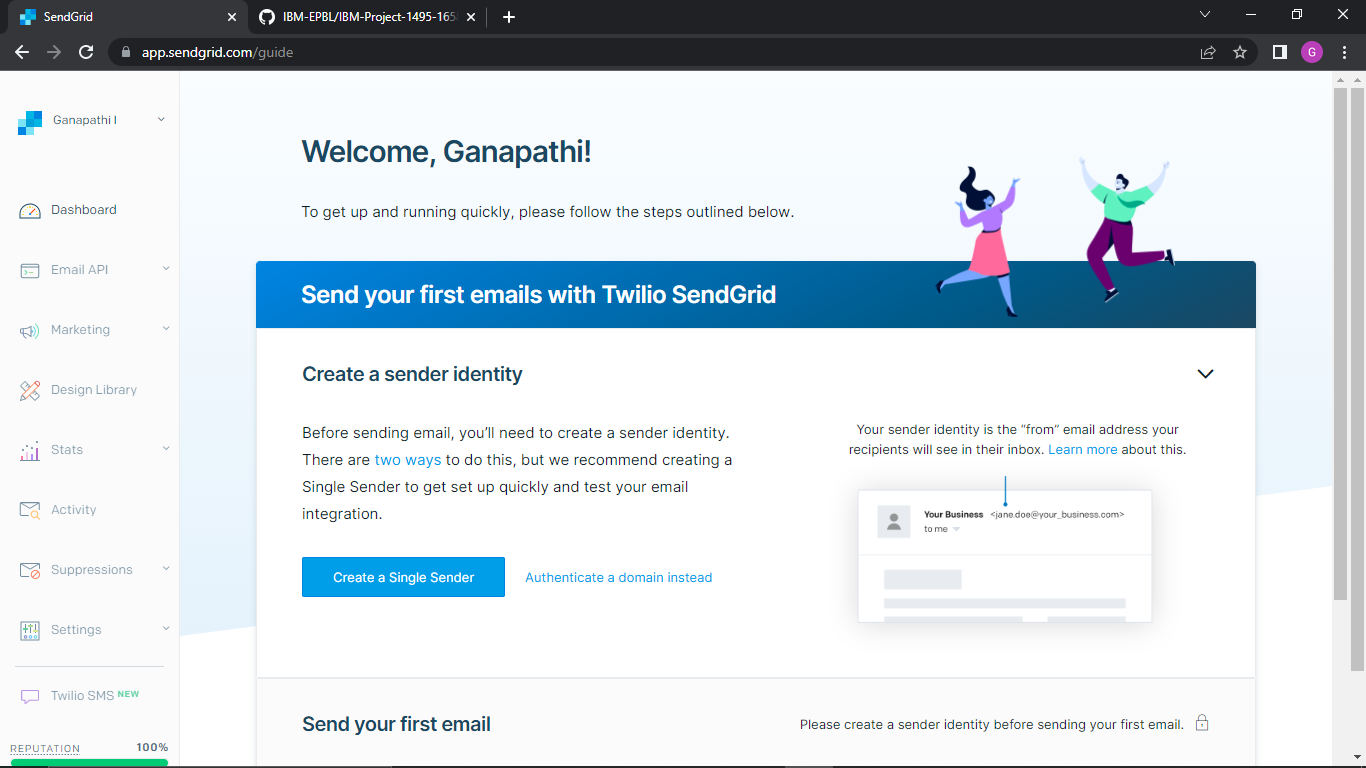 SendGrid
IBM-EPBL/IBM-Project-1495-165
app.sendgrid.com/guide
G
Ganapathi I
Dashboard
Email API
Marketing
Design Library
Stats
Activity
Suppressions
Settings
Twilio SMS NEW
REPUTATION 100%
Welcome, Ganapathi!
To get up and running quickly, please follow the steps outlined below.
Send your first emails with Twilio SendGrid
Create a sender identity
Before sending email, you'll need to create a sender identity.
There are two ways to do this, but we recommend creating a
Single Sender to get set up quickly and test your email
integration.
Create a Single Sender
Authenticate a domain instead
Your sender identity is the “from” email address your
recipients will see in their inbox. Learn more about this.
Your Business <jane.doe@your_business.com>
to me
Send your first email
Please create a sender identity before sending your first email.